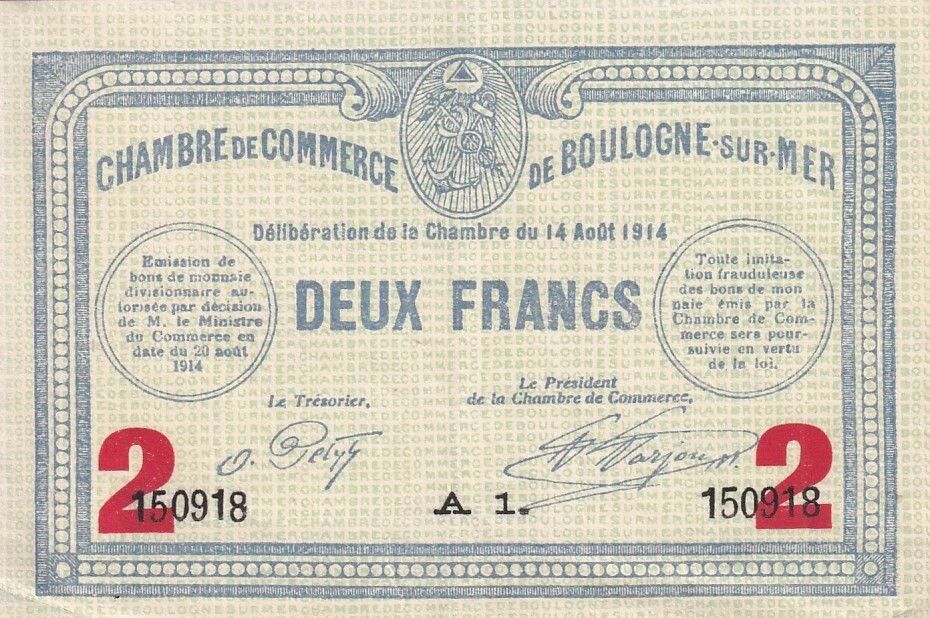 CHAMBRE DE COMMERCE DE BOULOGNE-SUR-MER
Délibération de la Chambre du 14 Août 1914
Emission de
bons de monnaie
divisionnaire au-
torisée par décision
de M. le Ministre
du Commerce en
date du 20 août
1914
DEUX FRANCS
Toute imita-
tion frauduleuse
des bons de mon
naie émis par la
Chambre de Com-
merce sera pour-
suivie en vertu
de la loi.
Le Trésorier,
Le Président
de la Chambre de Commerce,
2
150918
A 1.
150918
2